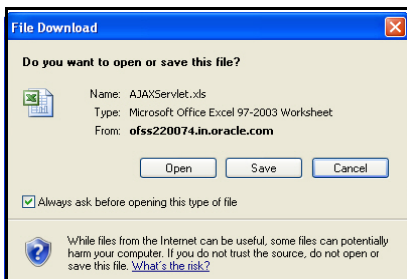 File Download
Do you want to open or save this file?
Name: AJAXServlet.xls
Type: Microsoft Office Excel 97-2003 Worksheet
From: ofss220074.in.oracle.com
Open Save Cancel
Always ask before opening this type of file
While files from the Internet can be useful, some files can potentially
harm your computer. If you do not trust the source, do not open or
save this file. What's the risk?